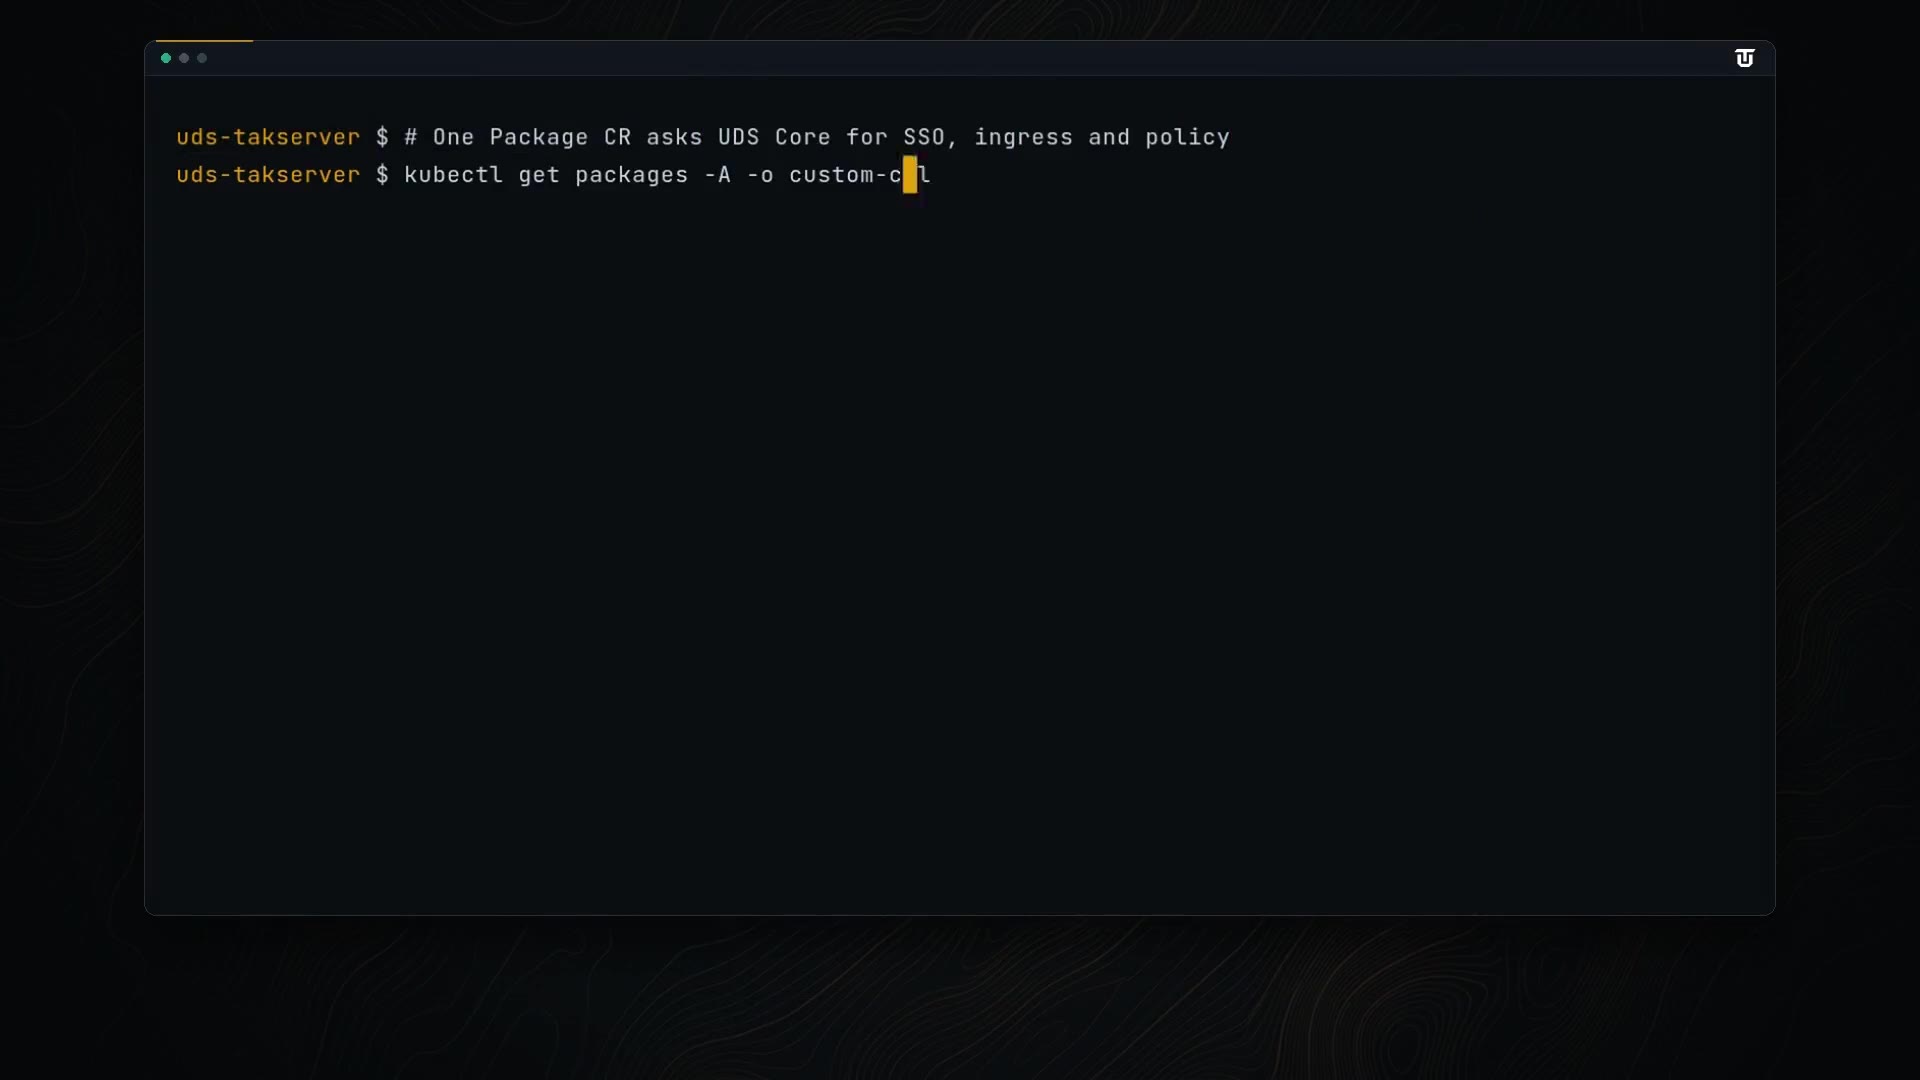 uds-takserver $ # One Package CR asks UDS Core for SSO, ingress and policy
uds-takserver $ kubectl get packages -A -o custom-c l